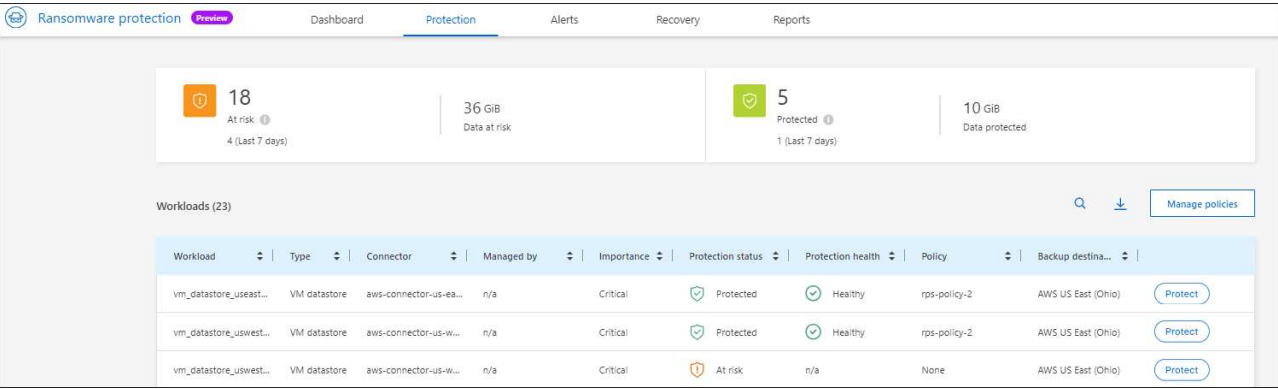 Ransomware protection Preview Dashboard Protection Alerts Recovery Reports
18
At risk
4 (Last 7 days)
36 GiB
Data at risk
5
Protected
1 (Last 7 days)
10 GiB
Data protected
Workloads (23)
Manage policies
Workload Type Connector Managed by Importance Protection status Protection health Policy Backup destina...
vm_datastore_useast... VM datastore aws-connector-us-ea... n/a Critical Protected Healthy rps-policy-2 AWS US East (Ohio) Protect
vm_datastore_uswest... VM datastore aws-connector-us-w... n/a Critical Protected Healthy rps-policy-2 AWS US East (Ohio) Protect
vm_datastore_uswest... VM datastore aws-connector-us-w... n/a Critical At risk n/a None AWS US East (Ohio) Protect